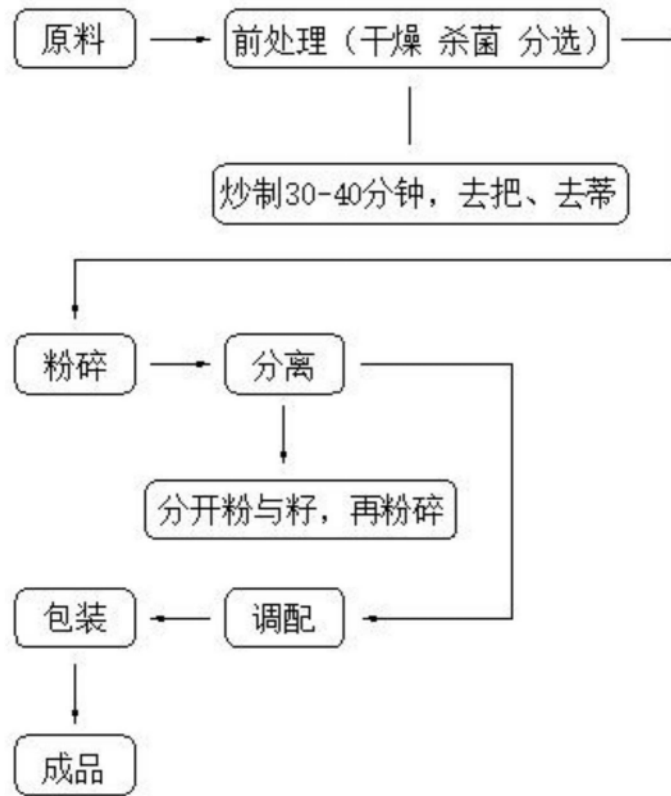 原料
前处理（干燥 杀菌 分选）
炒制30-40分钟，去把、去蒂
粉碎
分离
分开粉与籽，再粉碎
包装
调配
成品